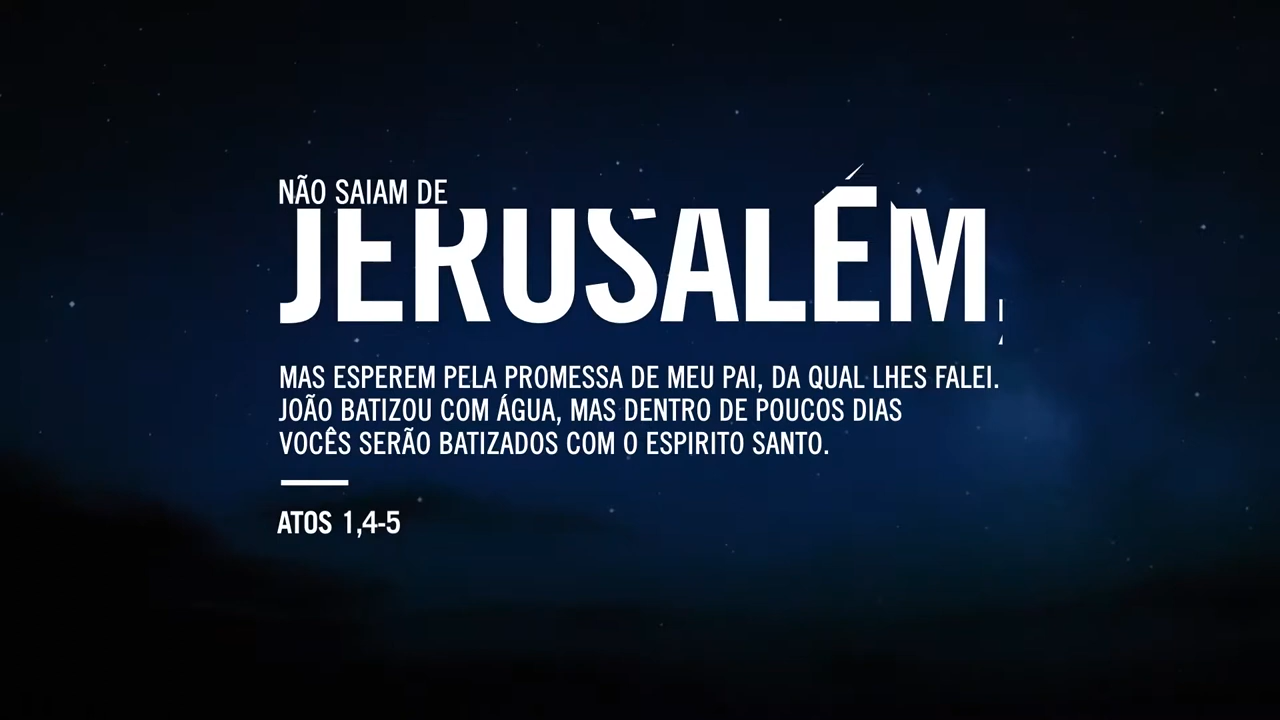 NÃO SAIAM DE
JERUSALÉM,
MAS ESPEREM PELA PROMESSA DE MEU PAI, DA QUAL LHES FALEI.
JOÃO BATIZOU COM ÁGUA, MAS DENTRO DE POUCOS DIAS
VOCÊS SERÃO BATIZADOS COM O ESPIRITO SANTO.
ATOS 1,4-5